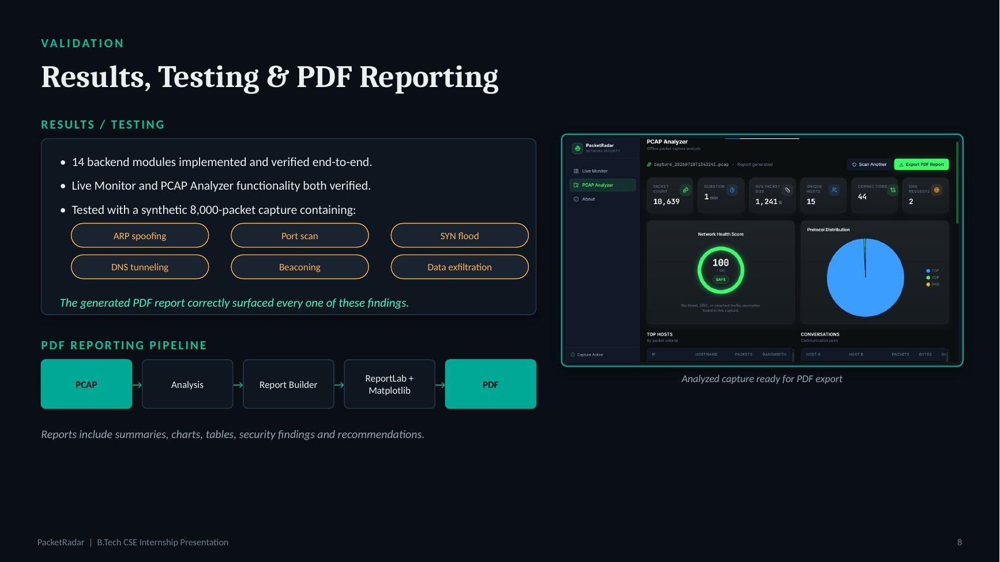 VALIDATION
Results, Testing & PDF Reporting
RESULTS / TESTING
• 14 backend modules implemented and verified end-to-end.
• Live Monitor and PCAP Analyzer functionality both verified.
• Tested with a synthetic 8,000-packet capture containing:
ARP spoofing
Port scan
SYN flood
DNS tunneling
Beaconing
Data exfiltration
The generated PDF report correctly surfaced every one of these findings.
PDF REPORTING PIPELINE
PCAP
Analysis
Report Builder
ReportLab +
Matplotlib
PDF
Reports include summaries, charts, tables, security findings and recommendations.
PacketRadar
NETWORK SECURITY
Live Monitor
PCAP Analyzer
About
Capture Active
PCAP Analyzer
Offline packet capture analysis
capture_20260718T134324Z.pcap · Report generated
Scan Another
Export PDF Report
PACKET
COUNT
10,639
DURATION
1 min
AVG PACKET
SIZE
1,241 B
UNIQUE
HOSTS
15
CONNECTIONS
44
DNS
REQUESTS
2
Network Health Score
100
/ 100
SAFE
No threat, DNS, or cleartext-traffic anomalies
found in this capture.
Protocol Distribution
TCP
UDP
DNS
TOP HOSTS
By packet volume
IP HOSTNAME PACKETS BANDWIDTH
CONVERSATIONS
Communication pairs
HOST A HOST B PACKETS BYTES
Analyzed capture ready for PDF export
PacketRadar | B.Tech CSE Internship Presentation
8